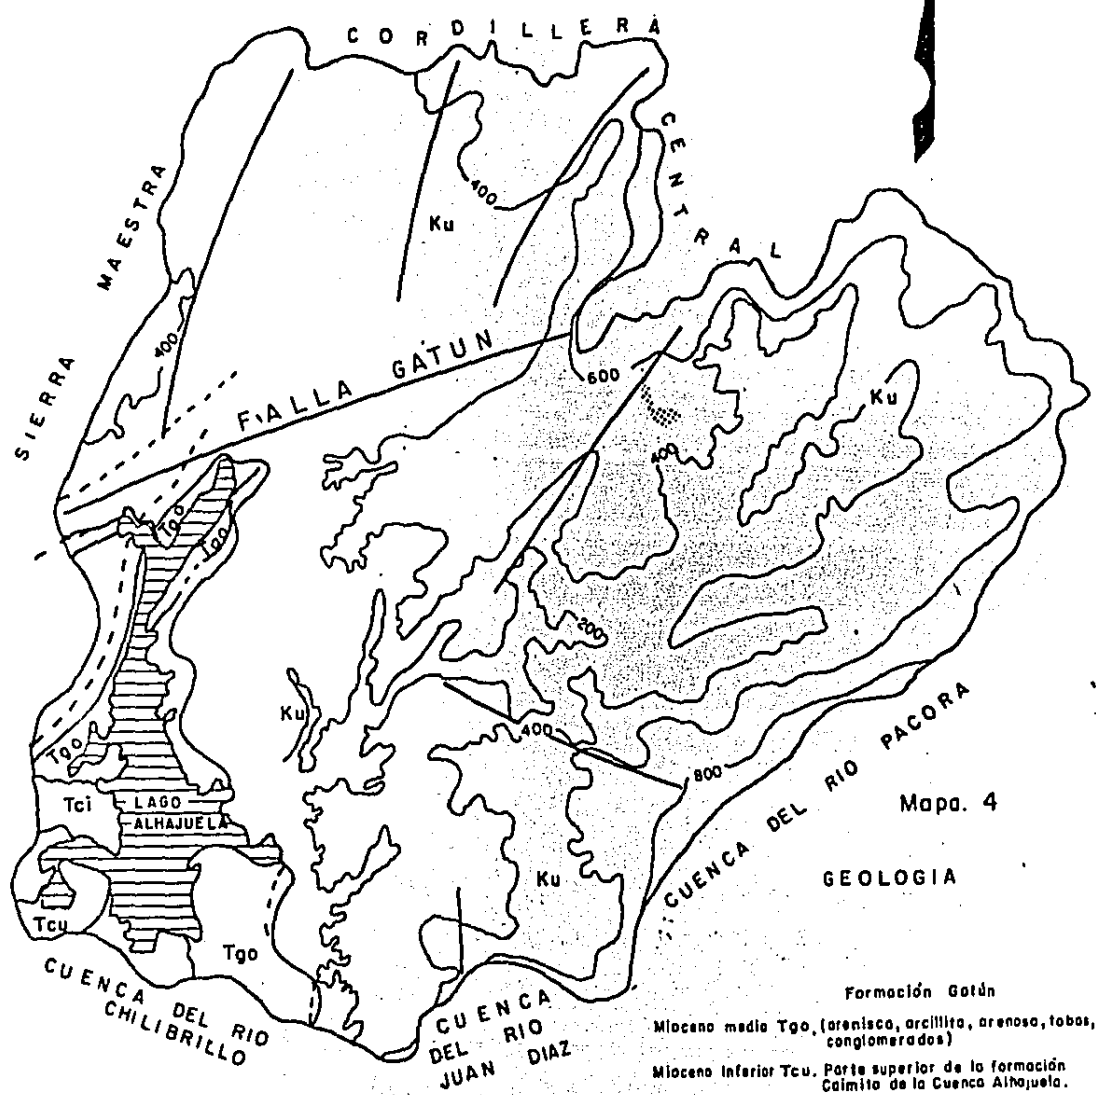 CORDILLERA
CENTRAL
SIERRA MAESTRA
400
Ku
400
FALLA GATUN
600
Ku
400
Tgo
Tgo
200
Ku
Tgo
400
800
Tci
LAGO
ALHAJUELA
CUENCA DEL RIO PACORA
Mapa. 4
GEOLOGIA
Ku
Tcu
Tgo
CUENCA DEL RIO
CHILIBRILLO
CUENCA
DEL RIO
JUAN DIAZ
Formación Gatún
Mioceno medio Tgo. (arenisca, arcillita, arenosa, tobas,
conglomerados)
Mioceno Inferior Tcu. Parte superior de la formación
Caimito de la Cuenca Alhajuela.